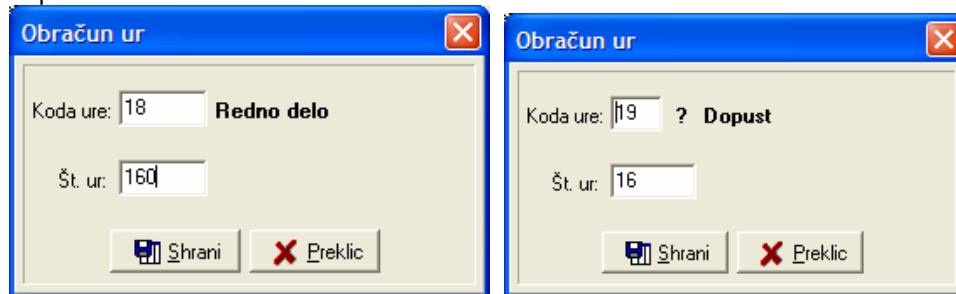 Obračun ur
Koda ure: 18 Redno delo
Št. ur: 160
Shrani Preklic
Obračun ur
Koda ure: 19 ? Dopust
Št. ur: 16
Shrani Preklic